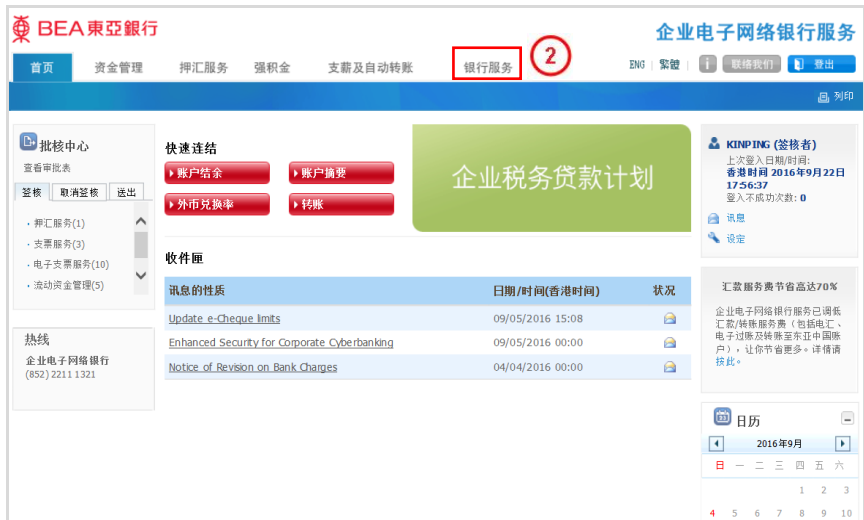 BEA東亞銀行
企业电子网络银行服务
首页 资金管理 押汇服务 强积金 支薪及自动转账 银行服务 2 ENG | 繁體 i 联络我们 登出
列印
批核中心
查看审批表
签核 取消签核 送出
· 押汇服务(1)
· 支票服务(3)
· 电子支票服务(10)
· 流动资金管理(5)
热线
企业电子网络银行
(852) 2211 1321
快速连结
账户结余 账户摘要
外币兑换率 转账
企业税务贷款计划
收件匣
讯息的性质 日期/时间(香港时间) 状况
Update e-Cheque limits 09/05/2016 15:08
Enhanced Security for Corporate Cyberbanking 09/05/2016 00:00
Notice of Revision on Bank Charges 04/04/2016 00:00
KINPING (签核者)
上次登入日期/时间:
香港时间 2016年9月22日
17:56:37
登入不成功次数: 0
讯息
设定
汇款服务费节省高达70%
企业电子网络银行服务已调低
汇款/转账服务费（包括电汇、
电子过账及转账至东亚中国账
户），让你节省更多。详情请
按此。
日历
2016年9月
日 一 二 三 四 五 六
1 2 3
4 5 6 7 8 9 10